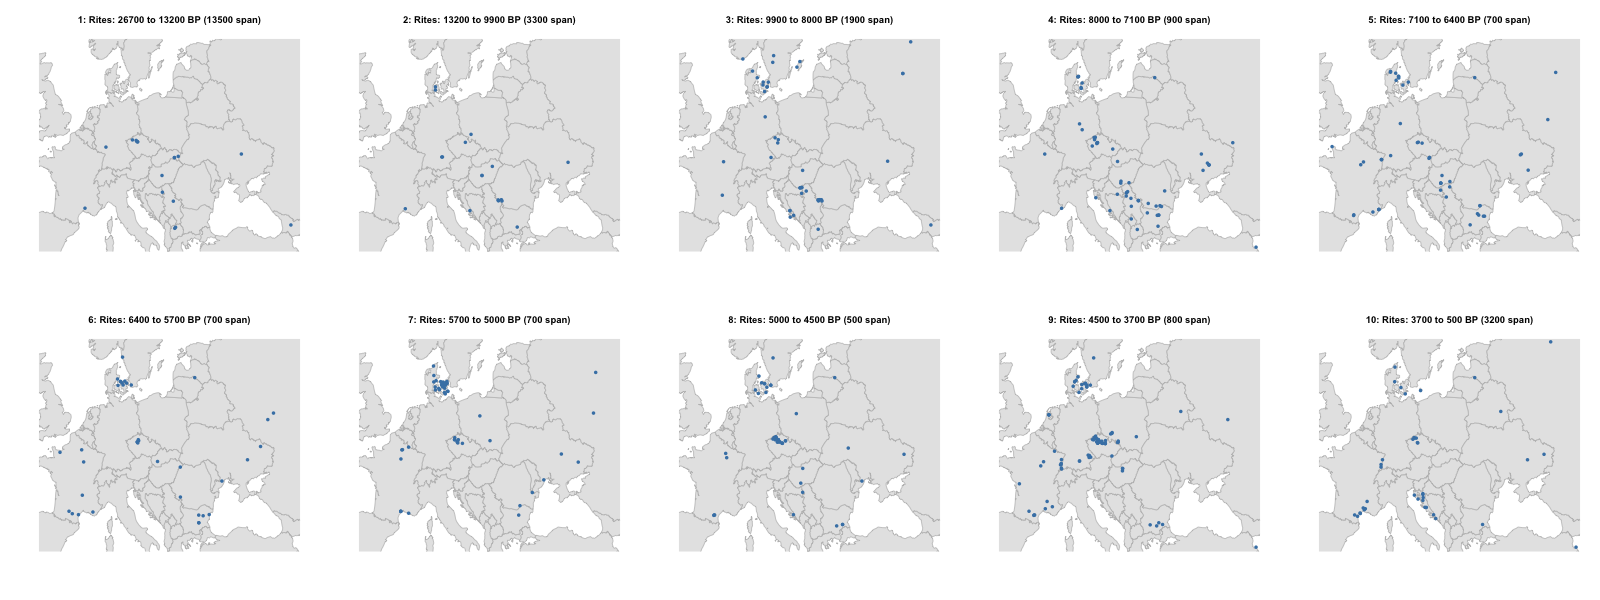 1: Rites: 26700 to 13200 BP (13500 span)
2: Rites: 13200 to 9900 BP (3300 span)
3: Rites: 9900 to 8000 BP (1900 span)
4: Rites: 8000 to 7100 BP (900 span)
5: Rites: 7100 to 6400 BP (700 span)
6: Rites: 6400 to 5700 BP (700 span)
7: Rites: 5700 to 5000 BP (700 span)
8: Rites: 5000 to 4500 BP (500 span)
9: Rites: 4500 to 3700 BP (800 span)
10: Rites: 3700 to 500 BP (3200 span)